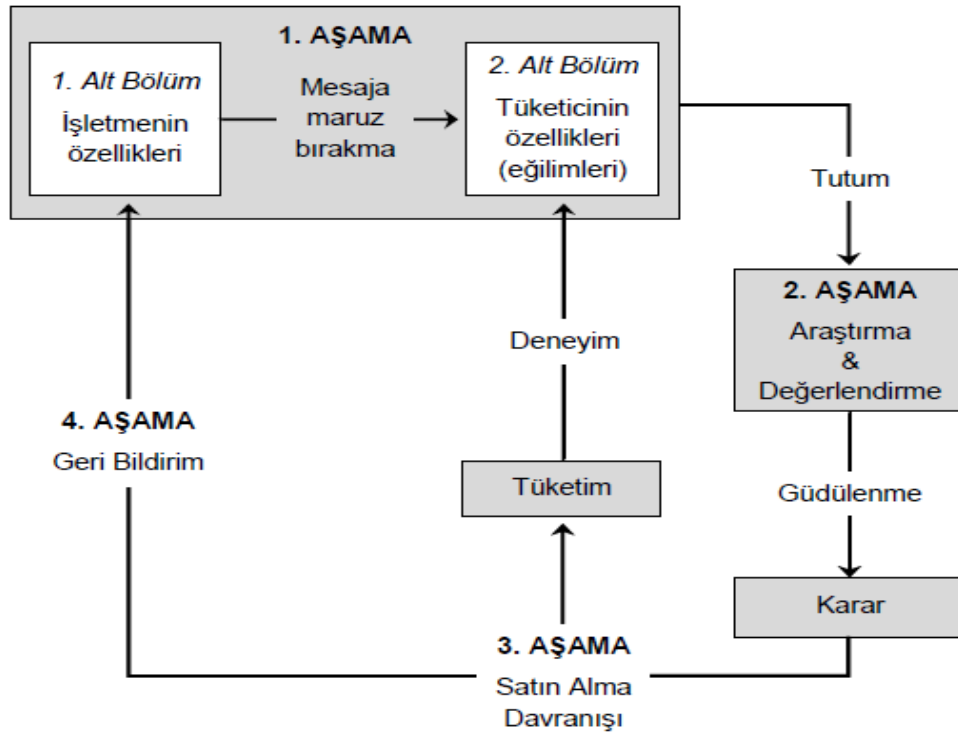 1. AŞAMA
1. Alt Bölüm
İşletmenin
özellikleri
Mesaja
maruz
bırakma
2. Alt Bölüm
Tüketicinin
özellikleri
(eğilimleri)
Tutum
2. AŞAMA
Araştırma
&
Değerlendirme
Güdülenme
Karar
3. AŞAMA
Satın Alma
Davranışı
Tüketim
Deneyim
4. AŞAMA
Geri Bildirim